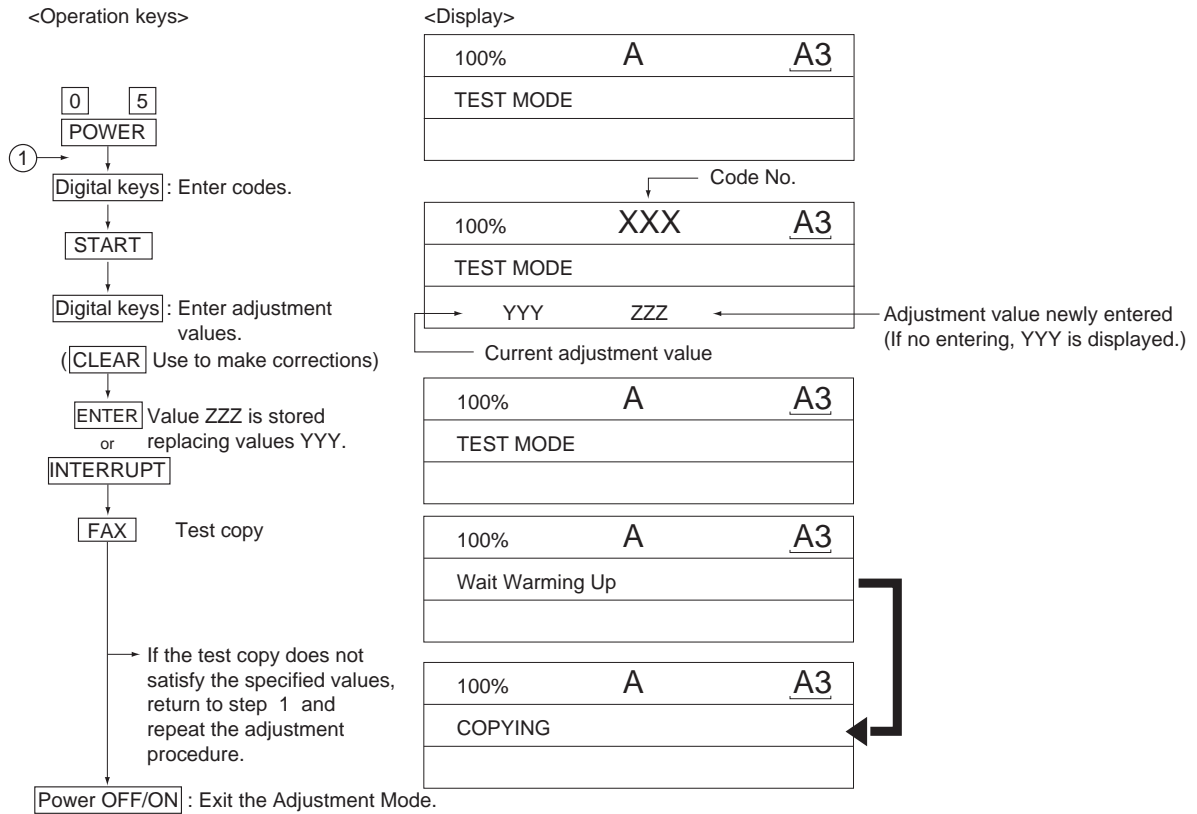 <Operation keys>
<Display>
100% A A3
TEST MODE
0 5
POWER
1
Digital keys : Enter codes.
Code No.
100% XXX A3
START
TEST MODE
Digital keys : Enter adjustment
values.
YYY ZZZ
Adjustment value newly entered
(If no entering, YYY is displayed.)
(CLEAR Use to make corrections)
Current adjustment value
ENTER Value ZZZ is stored
or replacing values YYY.
INTERRUPT
100% A A3
TEST MODE
FAX Test copy
100% A A3
Wait Warming Up
If the test copy does not
satisfy the specified values,
return to step 1 and
repeat the adjustment
procedure.
100% A A3
COPYING
Power OFF/ON : Exit the Adjustment Mode.